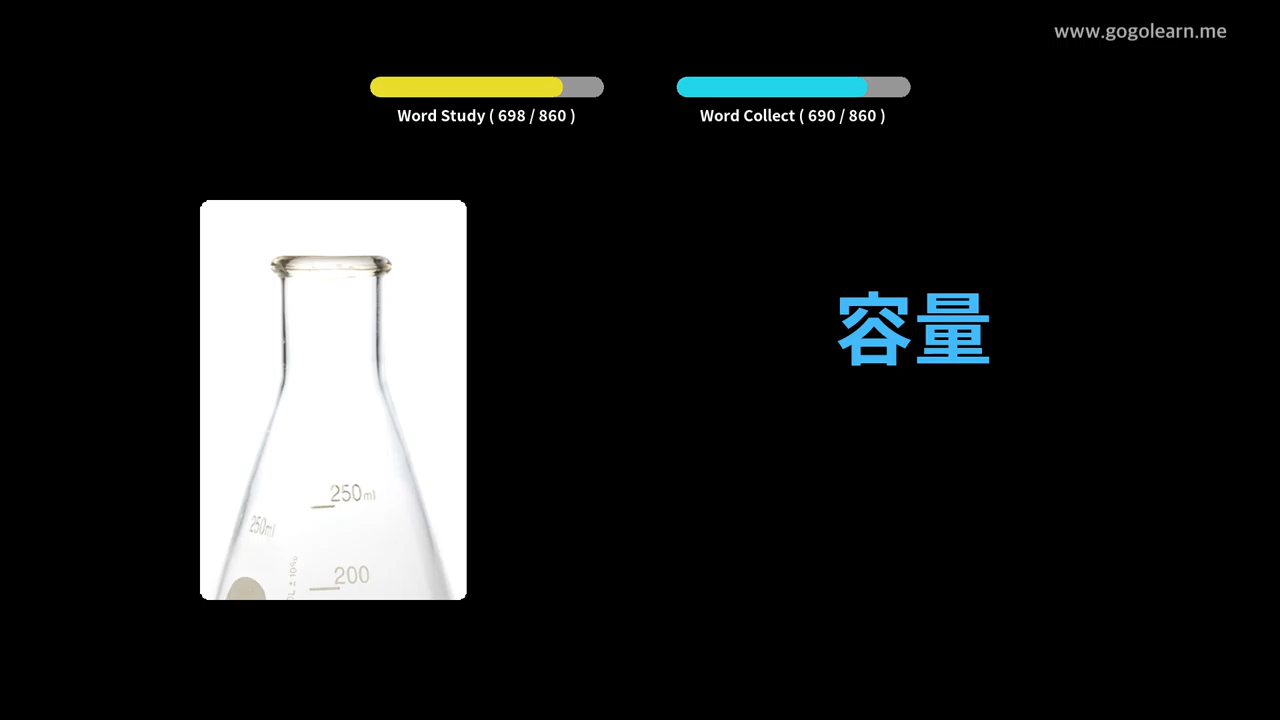 www.gogolearn.me
Word Study ( 698 / 860 )
Word Collect ( 690 / 860 )
容量
250ml
250ml
200